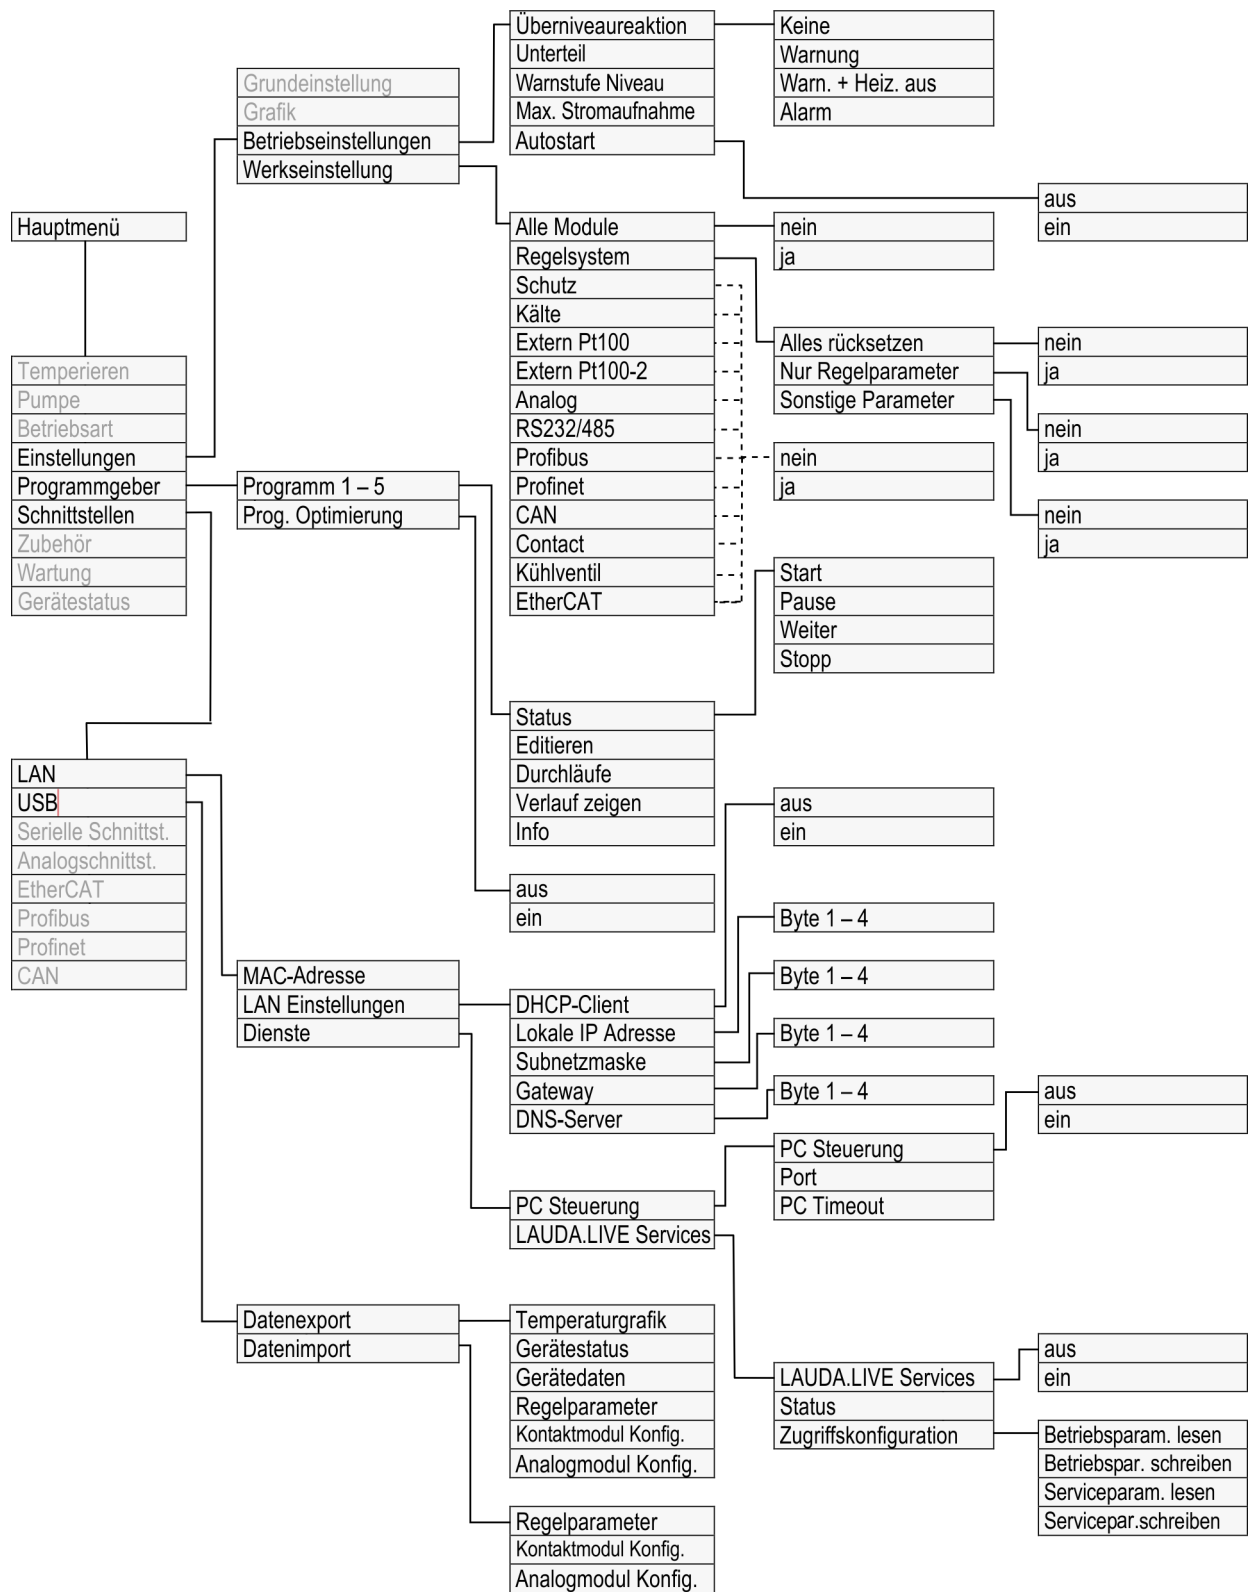 Hauptmenü
Temperieren
Pumpe
Betriebsart
Einstellungen
Programmgeber
Schnittstellen
Zubehör
Wartung
Gerätestatus
Grundeinstellung
Grafik
Betriebseinstellungen
Werkseinstellung
Überniveaureaktion
Unterteil
Warnstufe Niveau
Max. Stromaufnahme
Autostart
Keine
Warnung
Warn. + Heiz. aus
Alarm
aus
ein
Alle Module
Regelsystem
Schutz
Kälte
Extern Pt100
Extern Pt100-2
Analog
RS232/485
Profibus
Profinet
CAN
Contact
Kühlventil
EtherCAT
nein
ja
Alles rücksetzen
Nur Regelparameter
Sonstige Parameter
nein
ja
nein
ja
nein
ja
nein
ja
Programm 1 – 5
Prog. Optimierung
Status
Editieren
Durchläufe
Verlauf zeigen
Info
Start
Pause
Weiter
Stopp
aus
ein
LAN
USB
Serielle Schnittst.
Analogschnittst.
EtherCAT
Profibus
Profinet
CAN
MAC-Adresse
LAN Einstellungen
Dienste
DHCP-Client
Lokale IP Adresse
Subnetzmaske
Gateway
DNS-Server
aus
ein
Byte 1 – 4
Byte 1 – 4
Byte 1 – 4
Byte 1 – 4
PC Steuerung
LAUDA.LIVE Services
PC Steuerung
Port
PC Timeout
aus
ein
LAUDA.LIVE Services
Status
Zugriffskonfiguration
aus
ein
Betriebsparam. lesen
Betriebspar. schreiben
Serviceparam. lesen
Servicepar.schreiben
Datenexport
Datenimport
Temperaturgrafik
Gerätestatus
Gerätedaten
Regelparameter
Kontaktmodul Konfig.
Analogmodul Konfig.
Regelparameter
Kontaktmodul Konfig.
Analogmodul Konfig.